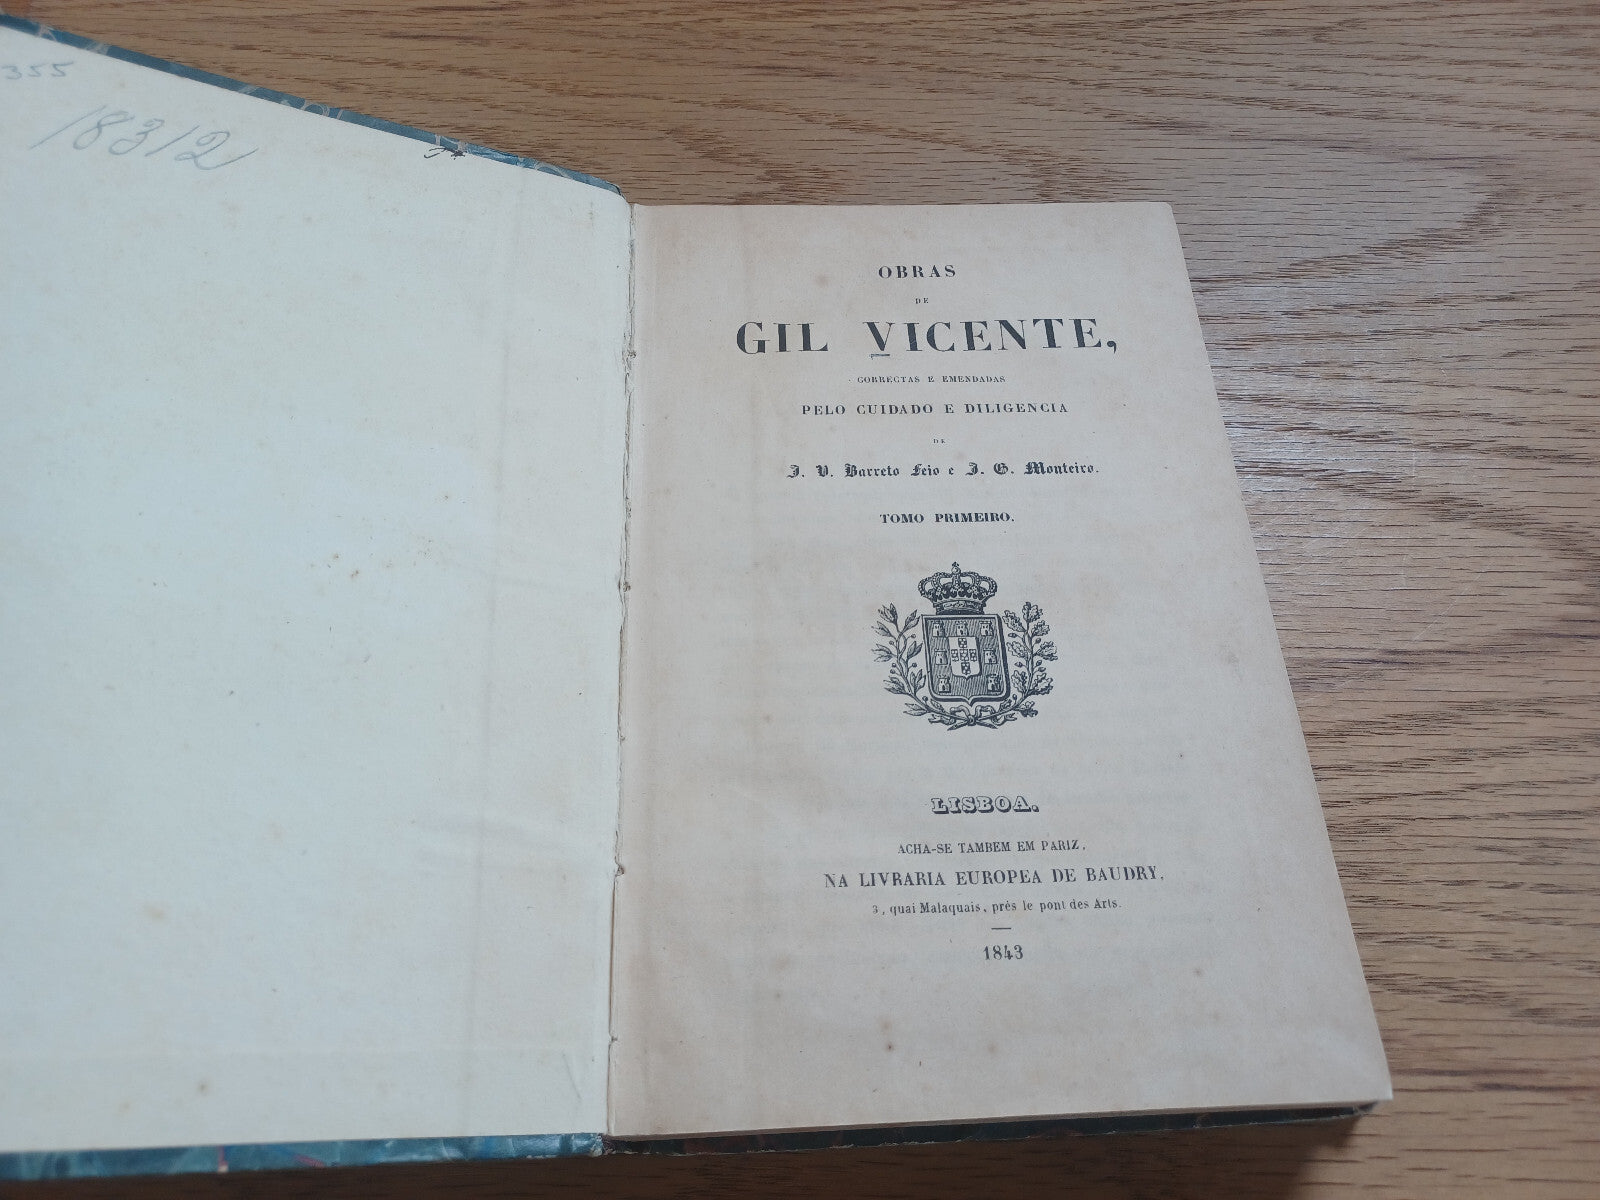 355
18312
OBRAS
DE
GIL VICENTE,
CORRECTAS E EMENDADAS
PELO CUIDADO E DILIGENCIA
DE
J. V. Barreto Feio e J. G. Monteiro.
TOMO PRIMEIRO.
LISBOA.
ACHA-SE TAMBEM EM PARIZ,
NA LIVRARIA EUROPEA DE BAUDRY,
3, quai Malaquais, près le pont des Arts.
1843